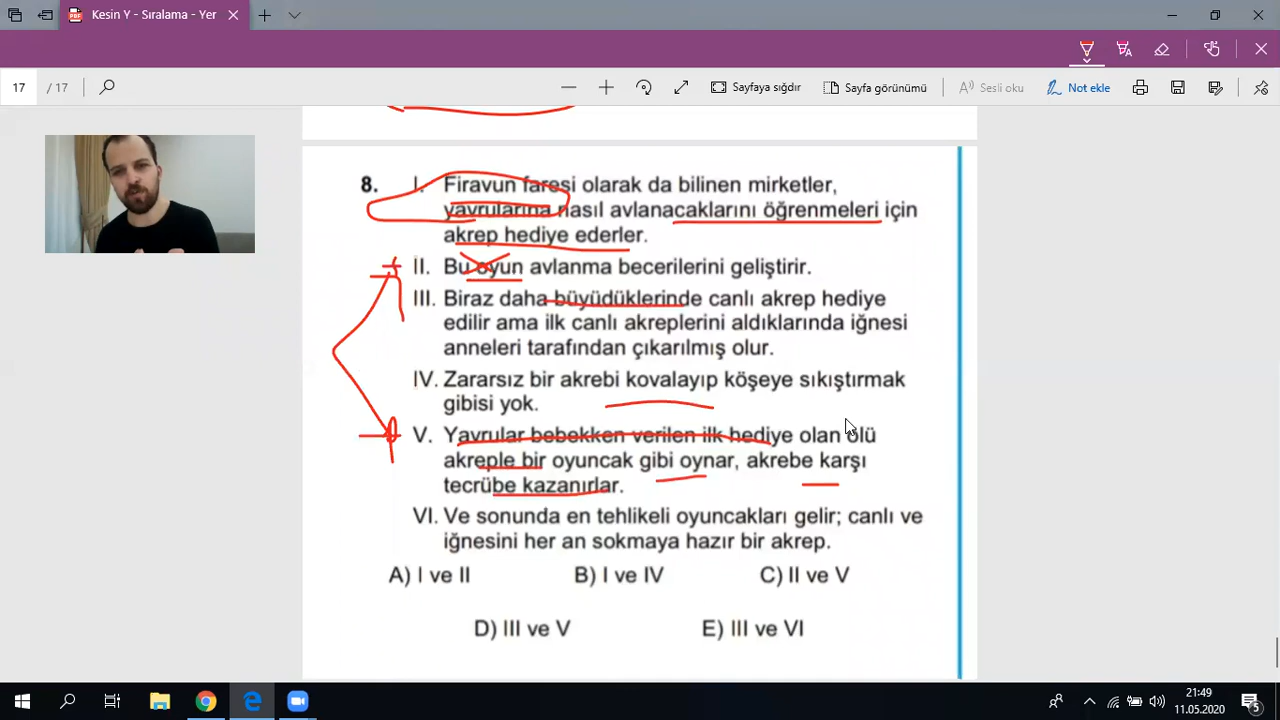 Kesin Y - Sıralama - Yer
17 / 17
Sayfaya sığdır
Sayfa görünümü
Sesli oku
Not ekle
8. I. Firavun faresi olarak da bilinen mirketler,
yavrularına nasıl avlanacaklarını öğrenmeleri için
akrep hediye ederler.
II. Bu oyun avlanma becerilerini geliştirir.
III. Biraz daha büyüdüklerinde canlı akrep hediye
edilir ama ilk canlı akreplerini aldıklarında iğnesi
anneleri tarafından çıkarılmış olur.
IV. Zararsız bir akrebi kovalayıp köşeye sıkıştırmak
gibisi yok.
V. Yavrular bebekken verilen ilk hediye olan ölü
akreple bir oyuncak gibi oynar, akrebe karşı
tecrübe kazanırlar.
VI. Ve sonunda en tehlikeli oyuncakları gelir; canlı ve
iğnesini her an sokmaya hazır bir akrep.
A) I ve II B) I ve IV C) II ve V
D) III ve V E) III ve VI
21:49
11.05.2020
5